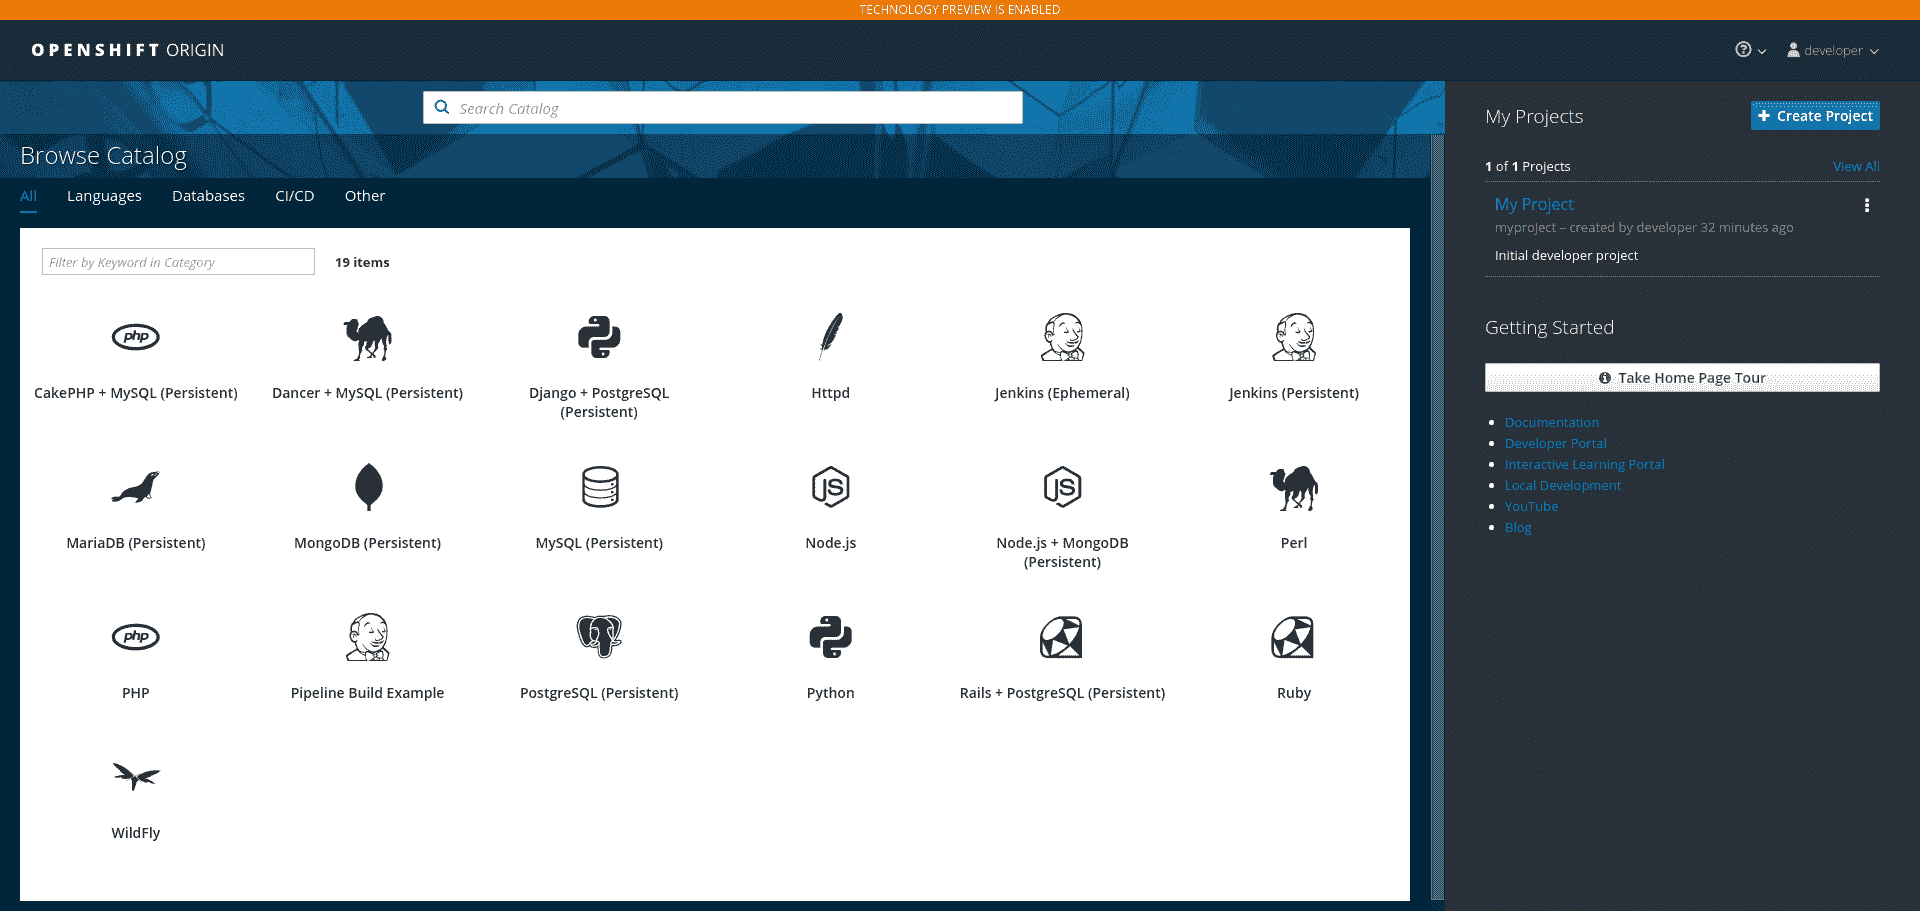 TECHNOLOGY PREVIEW IS ENABLED
OPENSHIFT ORIGIN
developer
Search Catalog
Browse Catalog
All Languages Databases CI/CD Other
Filter by Keyword in Category 19 items
php
CakePHP + MySQL (Persistent)
Dancer + MySQL (Persistent)
Django + PostgreSQL
(Persistent)
Httpd
Jenkins (Ephemeral)
Jenkins (Persistent)
MariaDB (Persistent)
MongoDB (Persistent)
MySQL (Persistent)
JS
Node.js
JS
Node.js + MongoDB
(Persistent)
Perl
php
PHP
Pipeline Build Example
PostgreSQL (Persistent)
Python
Rails + PostgreSQL (Persistent)
Ruby
WildFly
My Projects
Create Project
1 of 1 Projects View All
My Project
myproject – created by developer 32 minutes ago
Initial developer project
Getting Started
Take Home Page Tour
Documentation
Developer Portal
Interactive Learning Portal
Local Development
YouTube
Blog